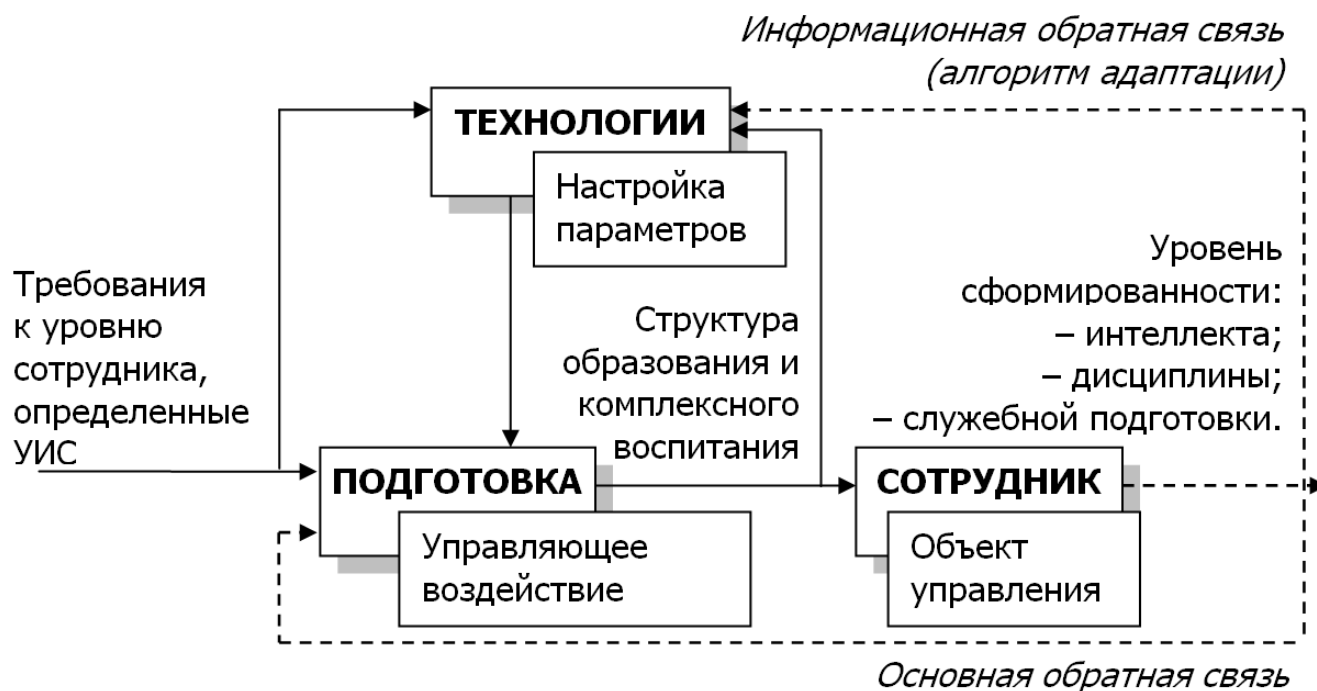 Информационная обратная связь
(алгоритм адаптации)
ТЕХНОЛОГИИ
Настройка
параметров
Требования
к уровню
сотрудника,
определенные
УИС
Структура
образования и
комплексного
воспитания
Уровень
сформированности:
– интеллекта;
– дисциплины;
– служебной подготовки.
ПОДГОТОВКА
Управляющее
воздействие
СОТРУДНИК
Объект
управления
Основная обратная связь